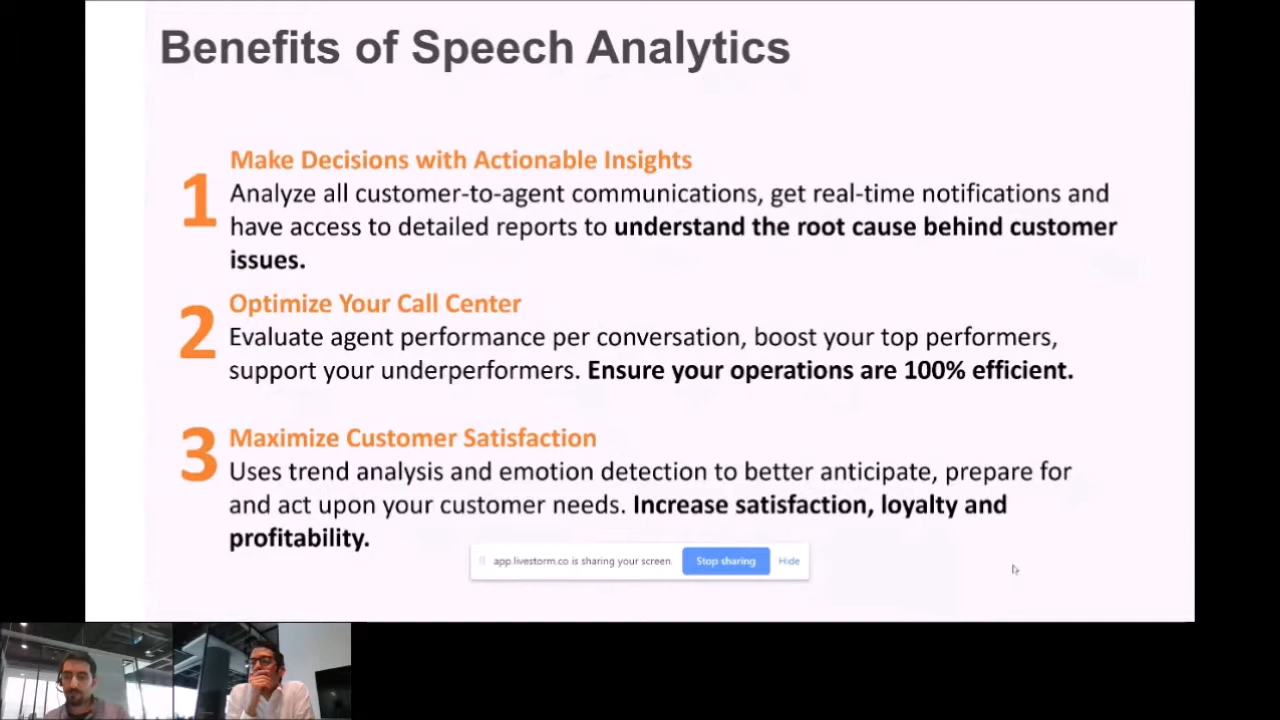 Benefits of Speech Analytics
1
Make Decisions with Actionable Insights
Analyze all customer-to-agent communications, get real-time notifications and
have access to detailed reports to understand the root cause behind customer
issues.
2
Optimize Your Call Center
Evaluate agent performance per conversation, boost your top performers,
support your underperformers. Ensure your operations are 100% efficient.
3
Maximize Customer Satisfaction
Uses trend analysis and emotion detection to better anticipate, prepare for
and act upon your customer needs. Increase satisfaction, loyalty and
profitability.
app.livestorm.co is sharing your screen. Stop sharing Hide